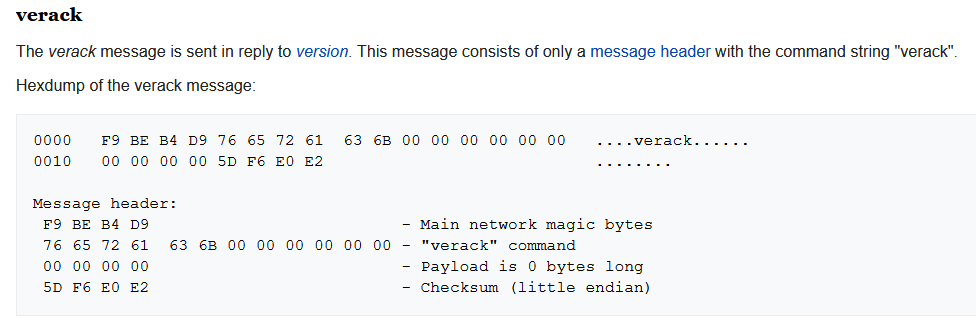 verack
The verack message is sent in reply to version. This message consists of only a message header with the command string "verack".
Hexdump of the verack message:
0000   F9 BE B4 D9 76 65 72 61  63 6B 00 00 00 00 00 00   ....verack......
0010   00 00 00 00 5D F6 E0 E2                            ........
Message header:
F9 BE B4 D9                          - Main network magic bytes
76 65 72 61  63 6B 00 00 00 00 00 00 - "verack" command
00 00 00 00                          - Payload is 0 bytes long
5D F6 E0 E2                          - Checksum (little endian)